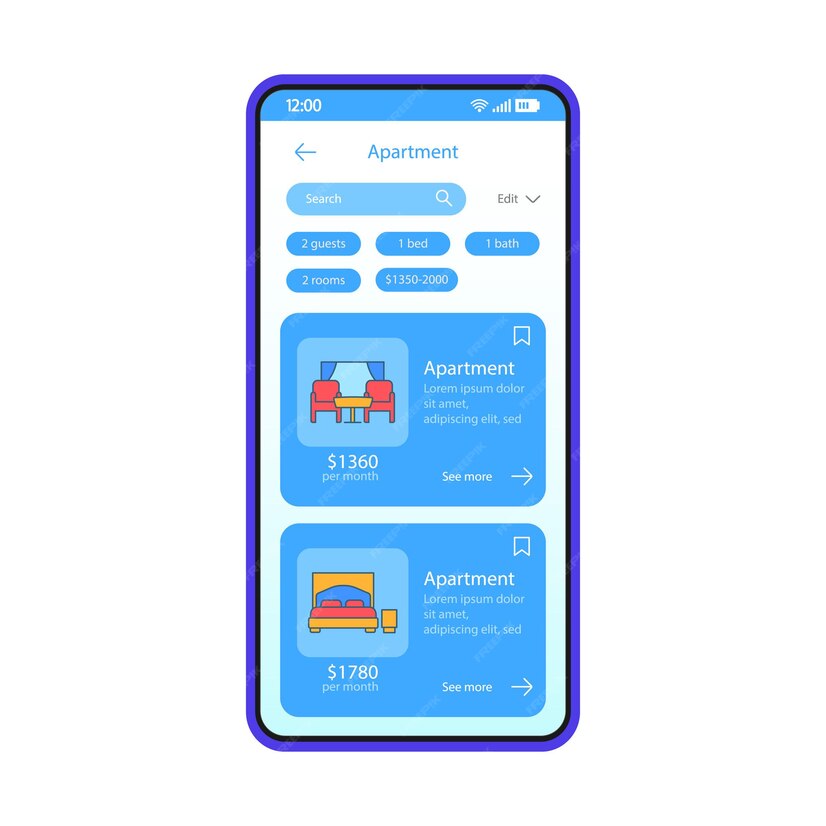 12:00
Apartment
Search
Edit
2 guests 1 bed 1 bath
2 rooms $1350-2000
Apartment
Lorem ipsum dolor
sit amet,
adipiscing elit, sed
$1360
per month
See more
Apartment
Lorem ipsum dolor
sit amet,
adipiscing elit, sed
$1780
per month
See more